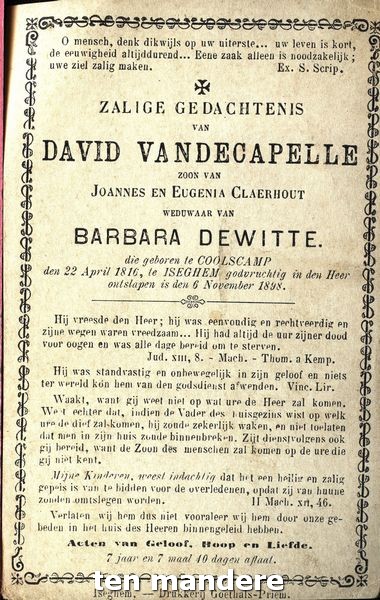 O mensch, denk dikwijls op uw uiterste... uw leven is kort,
de eeuwigheid altijddurend... Eene zaak alleen is noodzakelijk ;
uwe ziel zalig maken. Ex. S. Scrip.
ZALIGE GEDACHTENIS
VAN
DAVID VANDECAPELLE
ZOON VAN
JOANNES EN EUGENIA CLAERHOUT
WEDUWAAR VAN
BARBARA DEWITTE.
die geboren te COOLSCAMP
den 22 April 1816, te ISEGHEM godvruchtig in den Heer
ontslapen is den 6 November 1898.
Hij vreesde den Heer ; hij was eenvoudig en rechtveerdig en
zijne wegen waren vreedzaam... Hij had altijd de uur zijner dood
voor oogen en was alle dage bereid om te sterven.
Jud. XIII, 8. - Mach. - Thom. a Kemp.
Hij was standvastig en onbewegelijk in zijn geloof en niets
ter wereld kon hem van den godsdienst afwenden. Vinc. Lir.
Waakt, want gij weet niet op wat ure de Heer zal komen.
Weet echter dat, indien de Vader des huisgezins wist op welk
ure de dief zal komen, hij zonde zekerlijk waken, en niet toelaten
dat men in zijn huis zonde binnenbreken. Zijt dienstvolgens ook
gij bereid, want de Zoon des menschen zal komen op de ure die
gij niet kent.
Mijne Kinderen, weest indachtig dat het een heilig en zalig
gepeis is van te bidden voor de overledenen, opdat zij van hunne
zonden ontslegen worden. II Mach. XII, 46.
Verlaten wij hem dus niet vooraleer wij hem door onze ge-
beden in het huis des Heeren binnengeleid hebben.
Acten van Geloof, Hoop en Liefde.
7 jaar en 7 maal 40 dagen aflaat.
ten mandere
Iseghem. — Drukkerij Goethals-Priem.